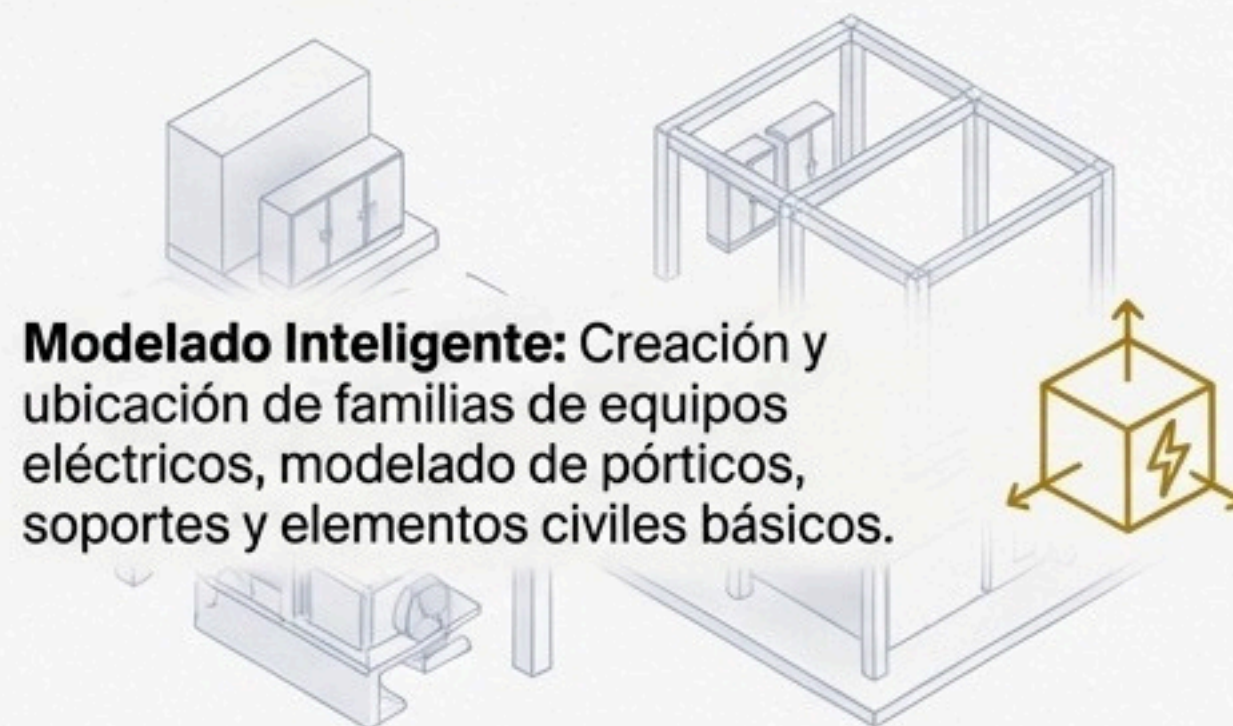 Modelado Inteligente: Creación y
ubicación de familias de equipos
eléctricos, modelado de pórticos,
soportes y elementos civiles básicos.